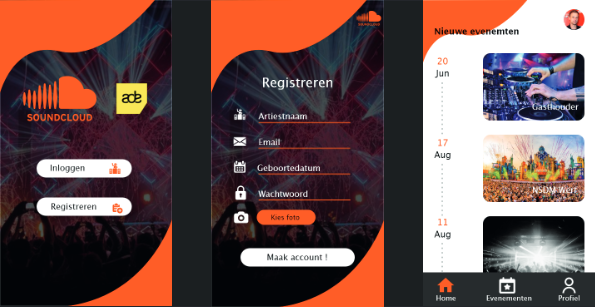 SOUNDCLOUD
ade
Inloggen
Registreren
Registreren
Artiestnaam
Email
Geboortedatum
Wachtwoord
Kies foto
Maak account !
Nieuwe evenemten
20
Jun
Gasthouder
17
Aug
NSDM Werf
11
Aug
Home
Evenementen
Profiel